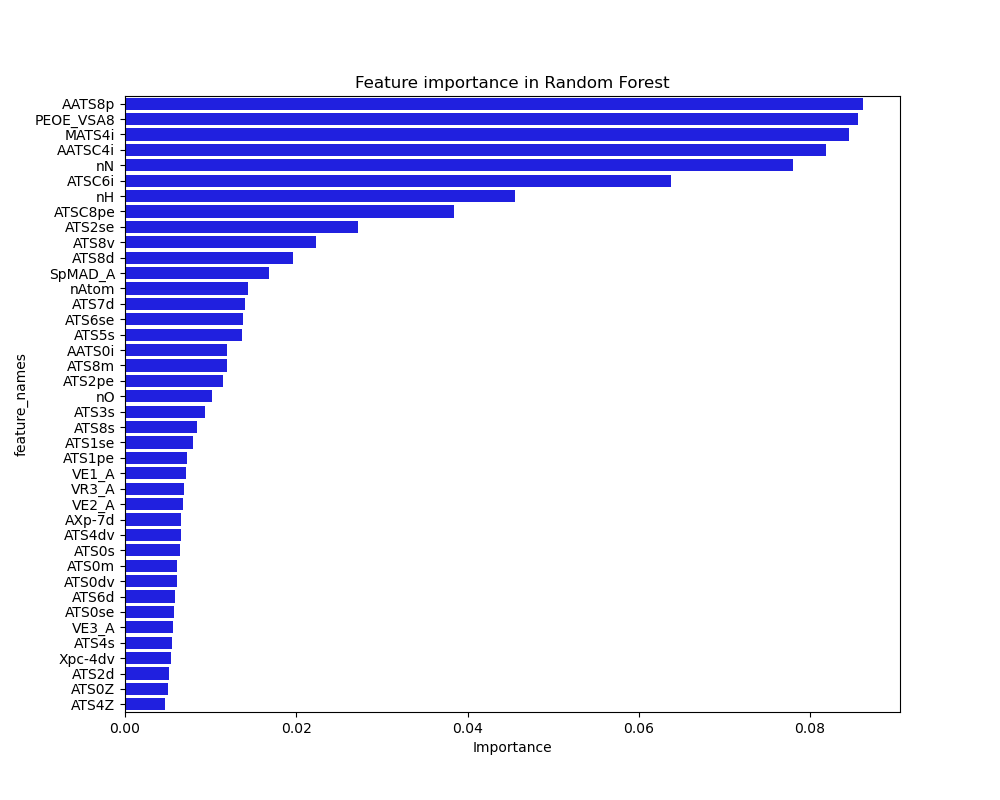 Feature importance in Random Forest
AATS8p
PEOE_VSA8
MATS4i
AATSC4i
nN
ATSC6i
nH
ATSC8pe
ATS2se
ATS8v
ATS8d
SpMAD_A
nAtom
ATS7d
ATS6se
ATS5s
AATS0i
ATS8m
ATS2pe
nO
ATS3s
ATS8s
ATS1se
ATS1pe
VE1_A
VR3_A
VE2_A
AXp-7d
ATS4dv
ATS0s
ATS0m
ATS0dv
ATS6d
ATS0se
VE3_A
ATS4s
Xpc-4dv
ATS2d
ATS0Z
ATS4Z
feature_names
0.00 0.02 0.04 0.06 0.08
Importance